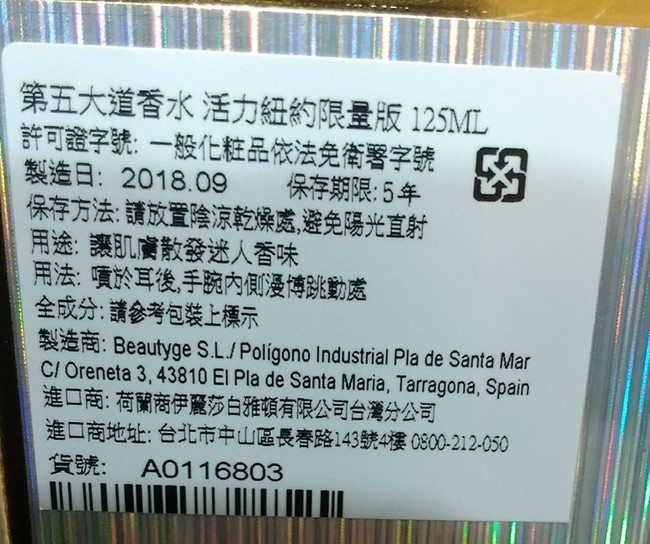 第五大道香水 活力紐約限量版 125ML
許可證字號: 一般化粧品依法免衛署字號
製造日: 2018.09 保存期限: 5年
保存方法: 請放置陰涼乾燥處,避免陽光直射
用途: 讓肌膚散發迷人香味
用法: 噴於耳後,手腕內側漫博跳動處
全成分: 請參考包裝上標示
製造商: Beautyge S.L./ Polígono Industrial Pla de Santa Mar
C/ Oreneta 3, 43810 El Pla de Santa Maria, Tarragona, Spain
進口商: 荷蘭商伊麗莎白雅頓有限公司台灣分公司
進口商地址: 台北市中山區長春路143號4樓 0800-212-050
貨號: A0116803